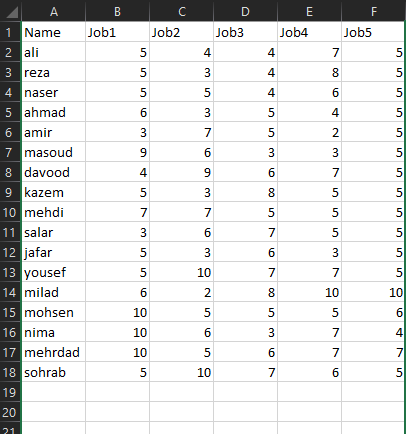 A B C D E F
1 Name Job1 Job2 Job3 Job4 Job5
2 ali 5 4 4 7 5
3 reza 5 3 4 8 5
4 naser 5 5 4 6 5
5 ahmad 6 3 5 4 5
6 amir 3 7 5 2 5
7 masoud 9 6 3 3 5
8 davood 4 9 6 7 5
9 kazem 5 3 8 5 5
10 mehdi 7 7 5 5 5
11 salar 3 6 7 5 5
12 jafar 5 3 6 3 5
13 yousef 5 10 7 7 5
14 milad 6 2 8 10 10
15 mohsen 10 5 5 5 6
16 nima 10 6 3 7 4
17 mehrdad 10 5 6 7 7
18 sohrab 5 10 7 6 5
19
20
21